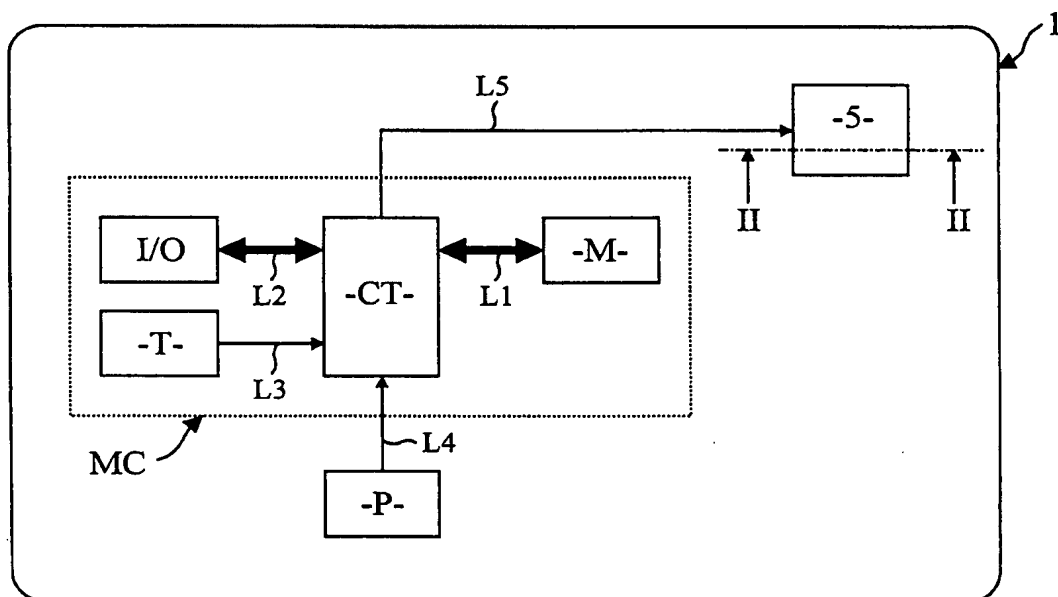 1
L5
-5-
II
II
I/O
L2
-CT-
L1
-M-
-T-
L3
MC
L4
-P-